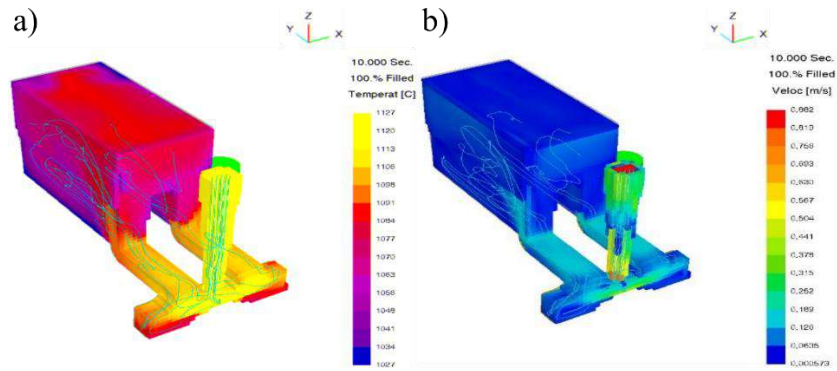 a)
Z
Y
X
10.000 Sec.
100.% Filled
Temperat [C]
1127
1120
1113
1106
1098
1091
1084
1077
1070
1063
1056
1048
1041
1034
1027
b)
Z
Y
X
10.000 Sec.
100.% Filled
Veloc [m/s]
0.882
0.819
0.756
0.693
0.630
0.567
0.504
0.441
0.378
0.315
0.252
0.189
0.126
0.0635
0.000573